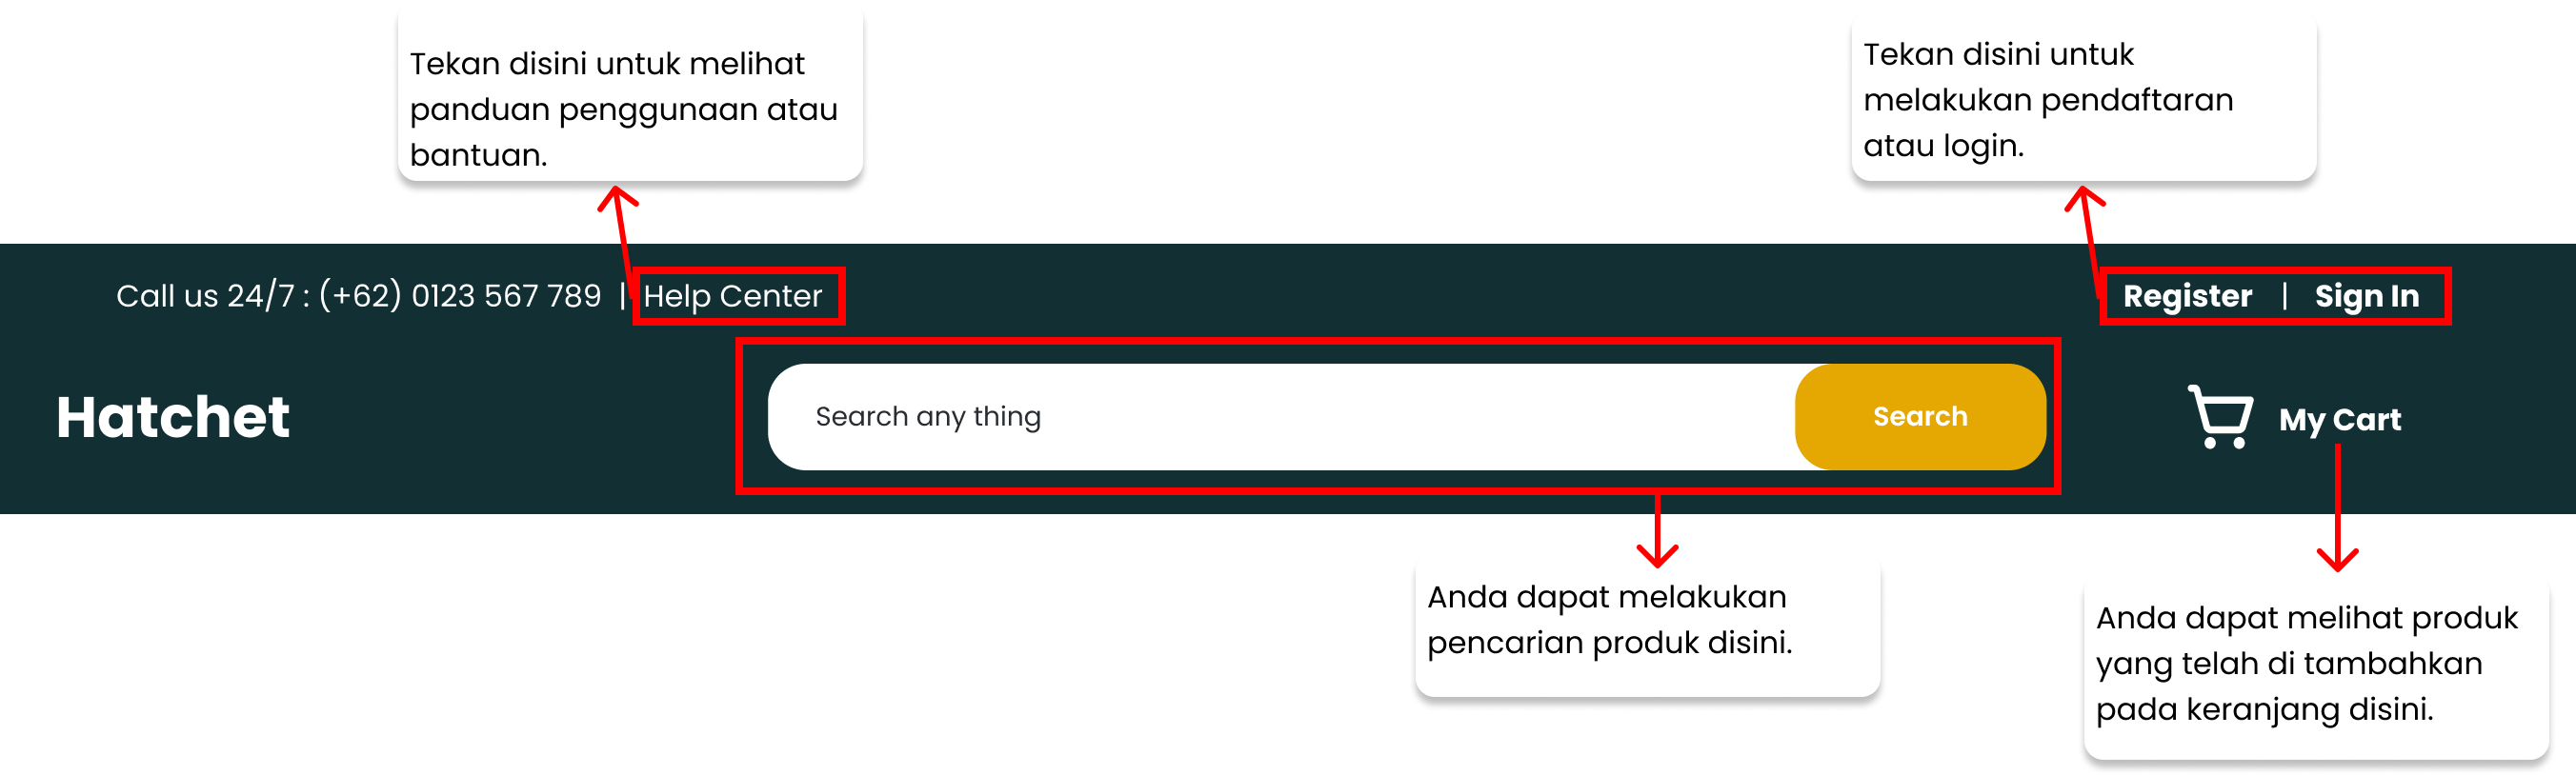 Tekan disini untuk melihat
panduan penggunaan atau
bantuan.
Tekan disini untuk
melakukan pendaftaran
atau login.
Call us 24/7 : (+62) 0123 567 789 | Help Center
Register | Sign In
Hatchet
Search any thing
Search
My Cart
Anda dapat melakukan
pencarian produk disini.
Anda dapat melihat produk
yang telah di tambahkan
pada keranjang disini.